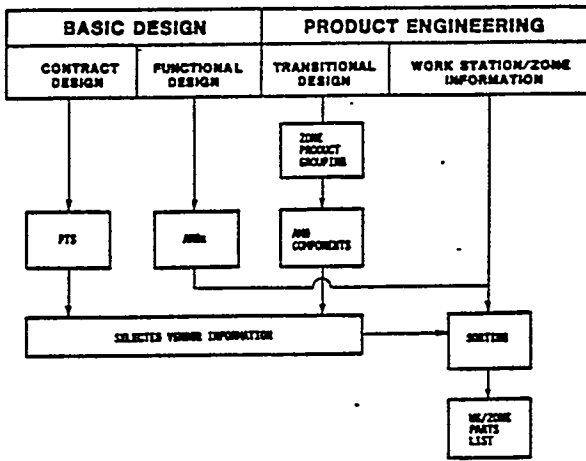 BASIC DESIGN
PRODUCT ENGINEERING
CONTRACT
DESIGN
FUNCTIONAL
DESIGN
TRANSITIONAL
DESIGN
WORK STATION/ZONE
INFORMATION
ZONE
PRODUCT
GROUPING
PTS
AMB
COMPONENTS
SELECTED VENDOR INFORMATION
SORTING
PARTS
LIST